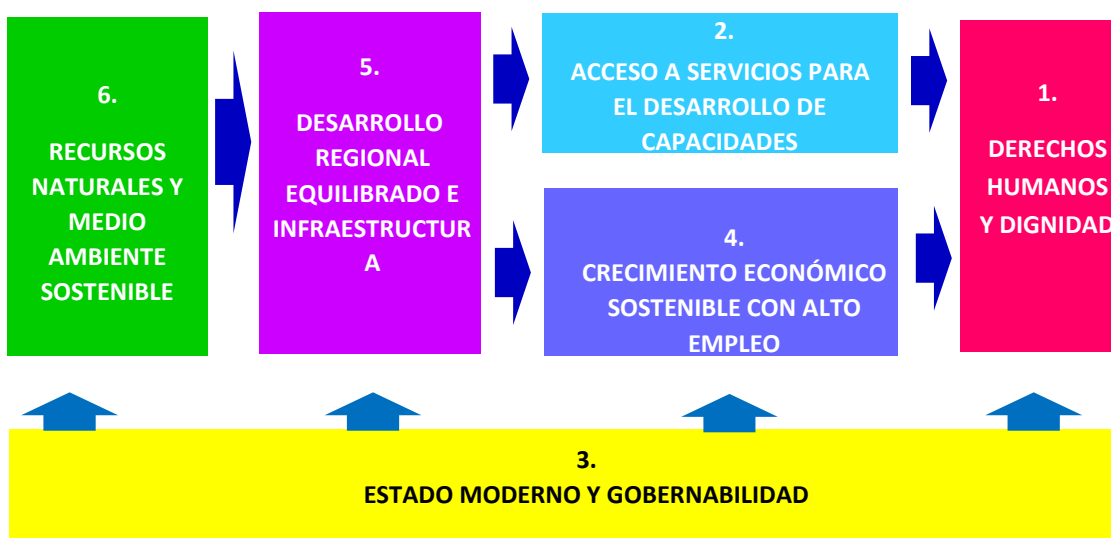 6.
RECURSOS
NATURALES Y
MEDIO
AMBIENTE
SOSTENIBLE
5.
DESARROLLO
REGIONAL
EQUILIBRADO E
INFRAESTRUCTUR
A
2.
ACCESO A SERVICIOS PARA
EL DESARROLLO DE
CAPACIDADES
4.
CRECIMIENTO ECONÓMICO
SOSTENIBLE CON ALTO
EMPLEO
1.
DERECHOS
HUMANOS
Y DIGNIDAD
3.
ESTADO MODERNO Y GOBERNABILIDAD